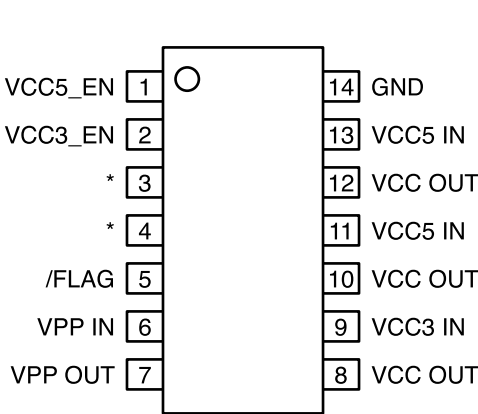 VCC5_EN 1 14 GND
VCC3_EN 2 13 VCC5 IN
* 3 12 VCC OUT
* 4 11 VCC5 IN
/FLAG 5 10 VCC OUT
VPP IN 6 9 VCC3 IN
VPP OUT 7 8 VCC OUT